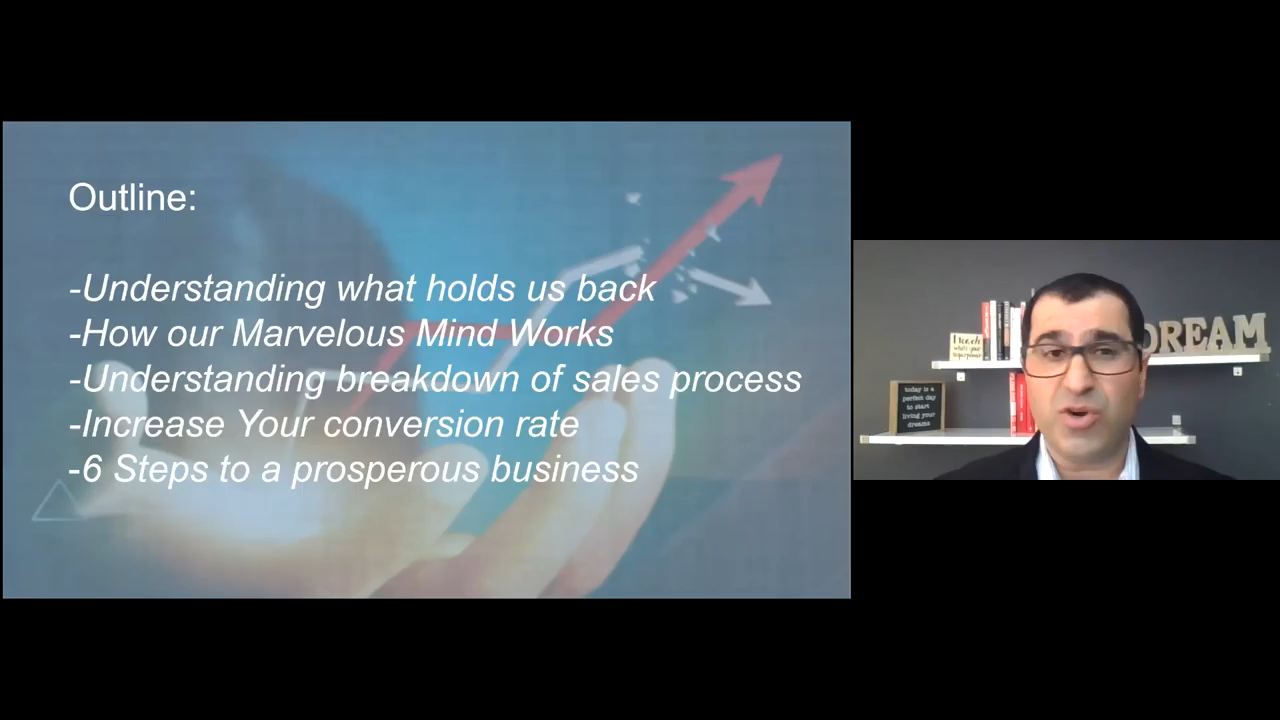 Outline:
-Understanding what holds us back
-How our Marvelous Mind Works
-Understanding breakdown of sales process
-Increase Your conversion rate
-6 Steps to a prosperous business
DREAM
today is a
perfect day
to start
living your
dreams